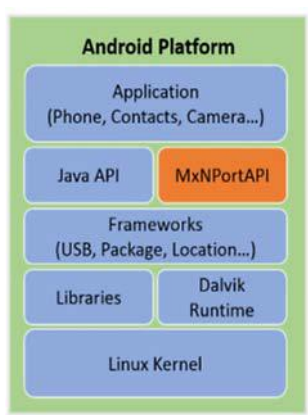 Android Platform
Application
(Phone, Contacts, Camera...)
Java API
MxNPortAPI
Frameworks
(USB, Package, Location...)
Libraries
Dalvik
Runtime
Linux Kernel